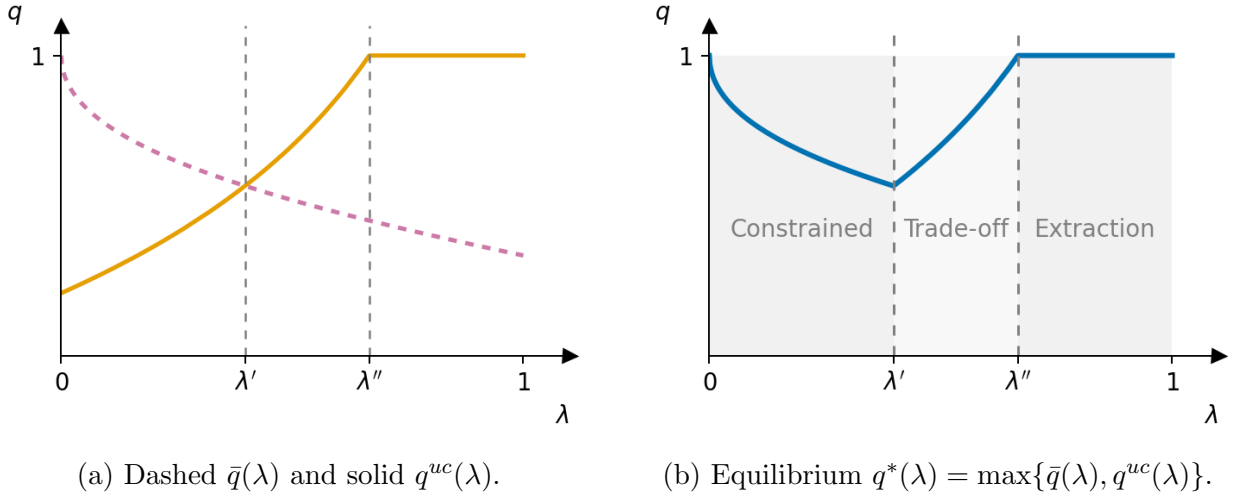 q
1
0
λ′
λ″
1
λ
(a) Dashed q̄(λ) and solid q^{uc}(λ).
q
1
Constrained
Trade-off
Extraction
0
λ′
λ″
1
λ
(b) Equilibrium q*(λ) = max{q̄(λ), q^{uc}(λ)}.